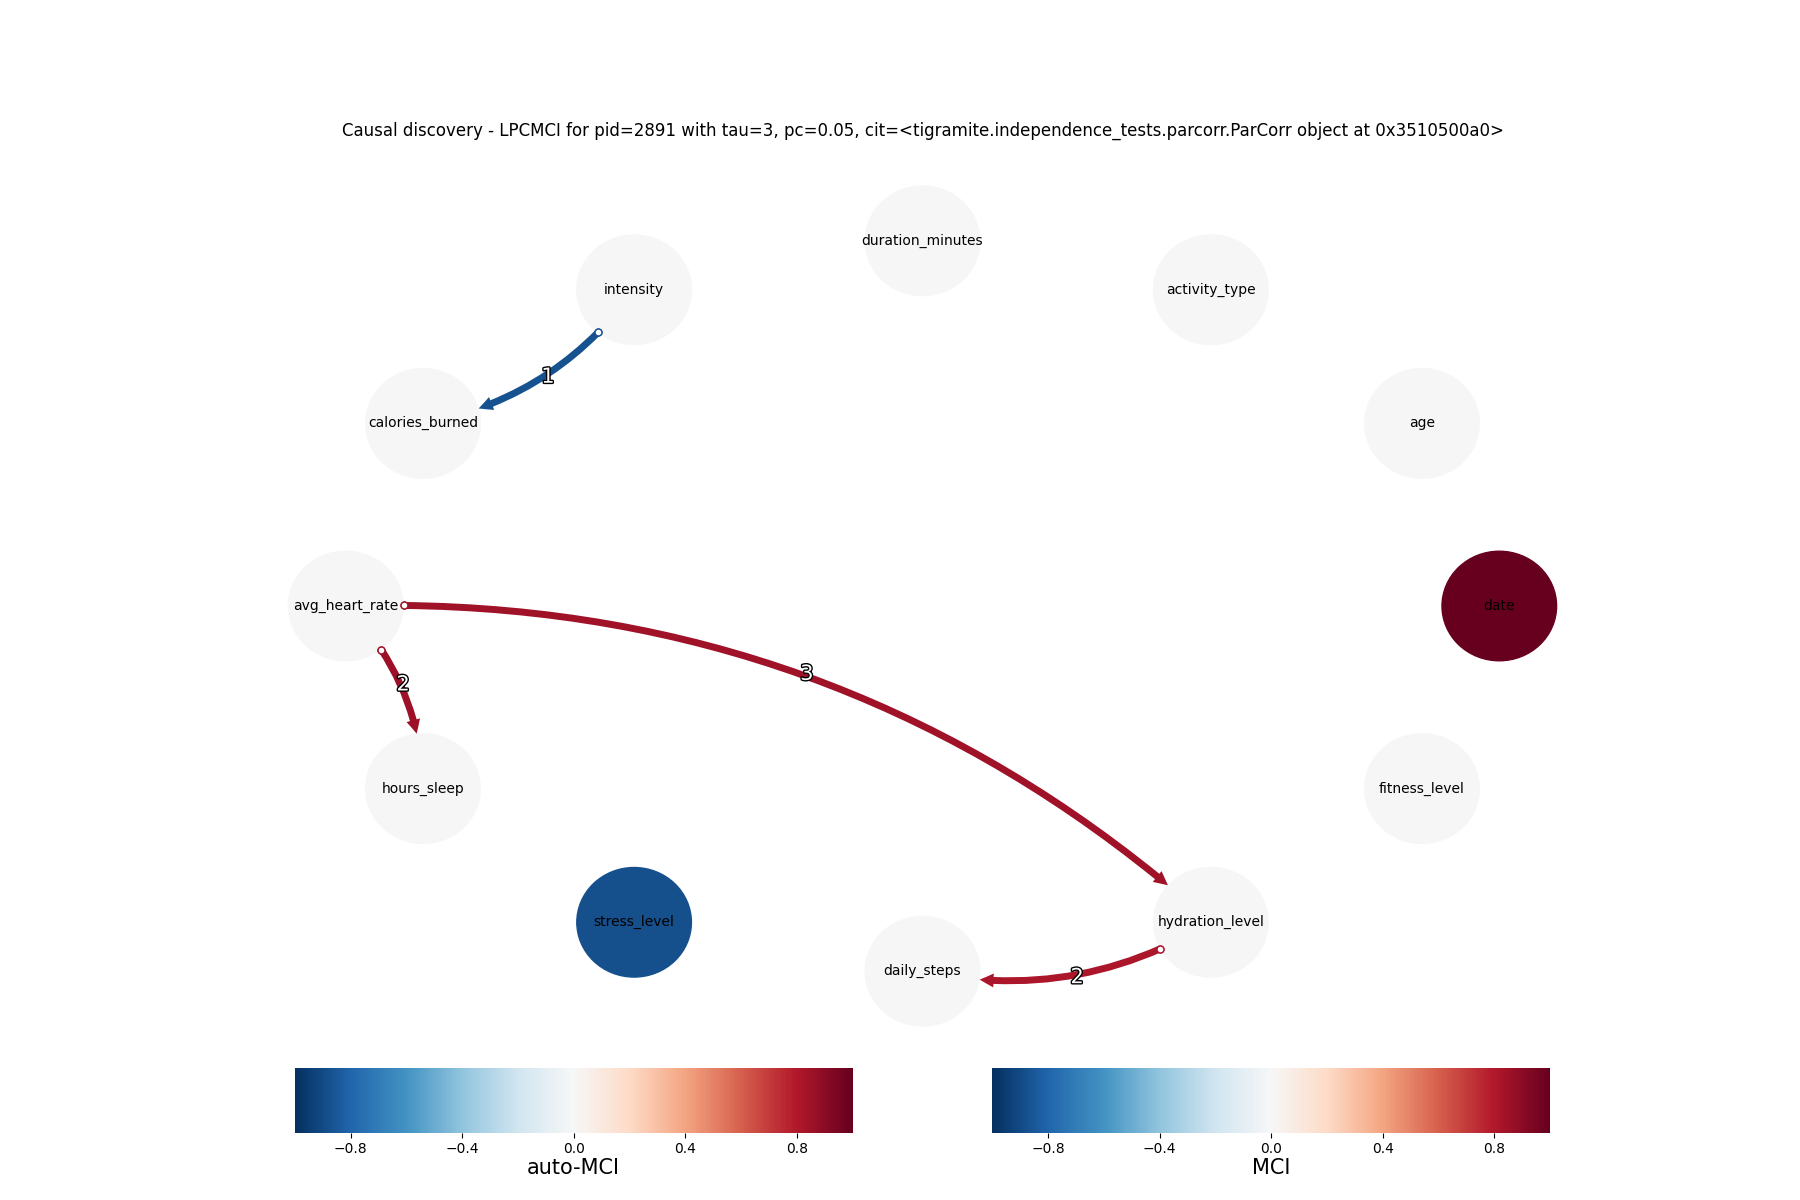 Causal discovery - LPCMCI for pid=2891 with tau=3, pc=0.05, cit=<tigramite.independence_tests.parcorr.ParCorr object at 0x3510500a0>
duration_minutes
intensity
activity_type
1
calories_burned
age
avg_heart_rate
date
3
2
hours_sleep
fitness_level
stress_level
hydration_level
daily_steps
2
−0.8 −0.4 0.0 0.4 0.8
auto-MCI
−0.8 −0.4 0.0 0.4 0.8
MCI